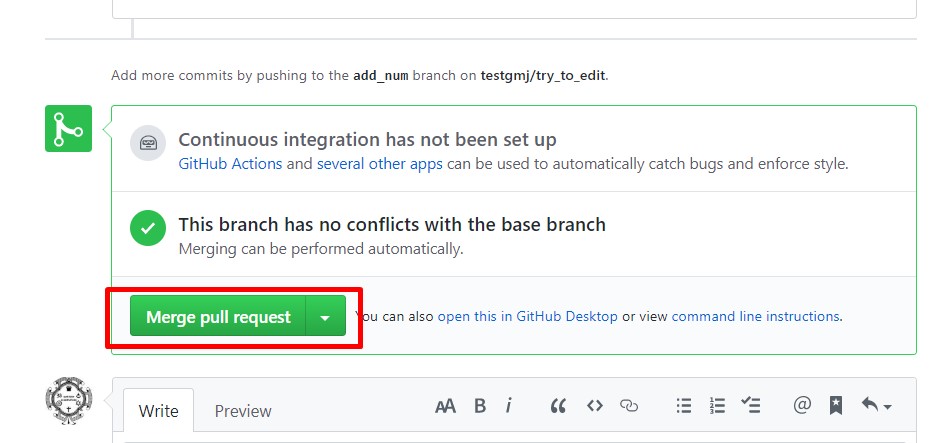 Add more commits by pushing to the add_num branch on testgmj/try_to_edit.
Continuous integration has not been set up
GitHub Actions and several other apps can be used to automatically catch bugs and enforce style.
This branch has no conflicts with the base branch
Merging can be performed automatically.
Merge pull request You can also open this in GitHub Desktop or view command line instructions.
Write Preview AA B i